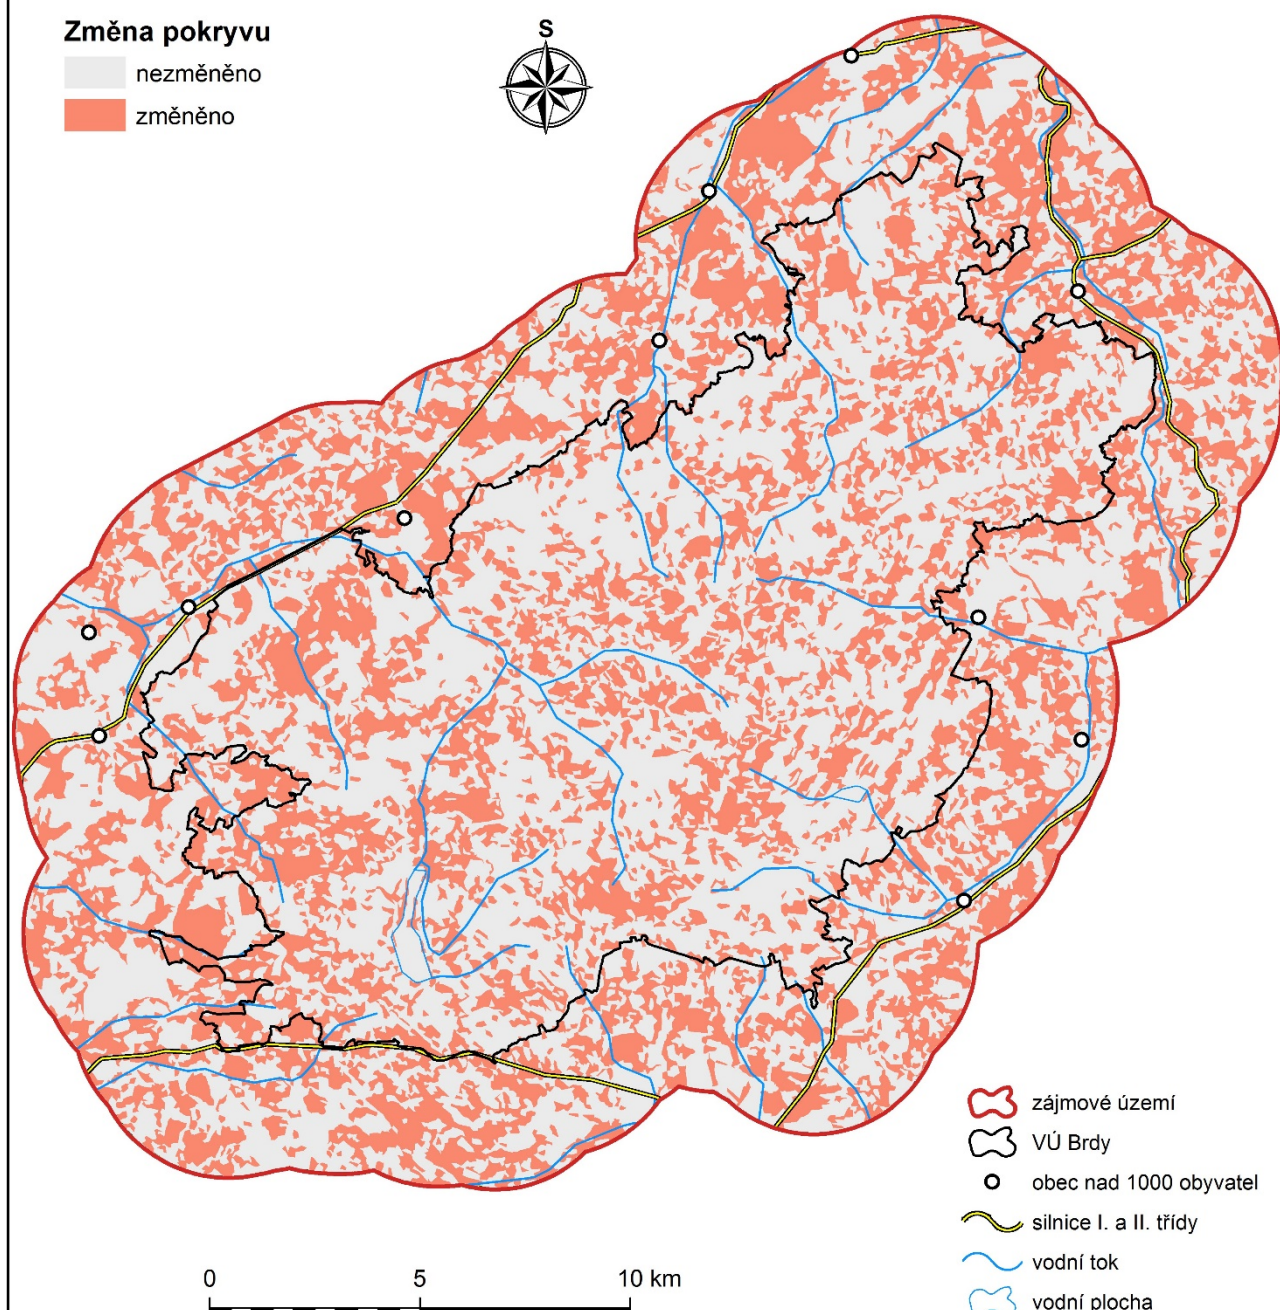 Změna pokryvu
nezměněno
změněno
S
zájmové území
VÚ Brdy
obec nad 1000 obyvatel
silnice I. a II. třídy
vodní tok
vodní plocha
0 5 10 km